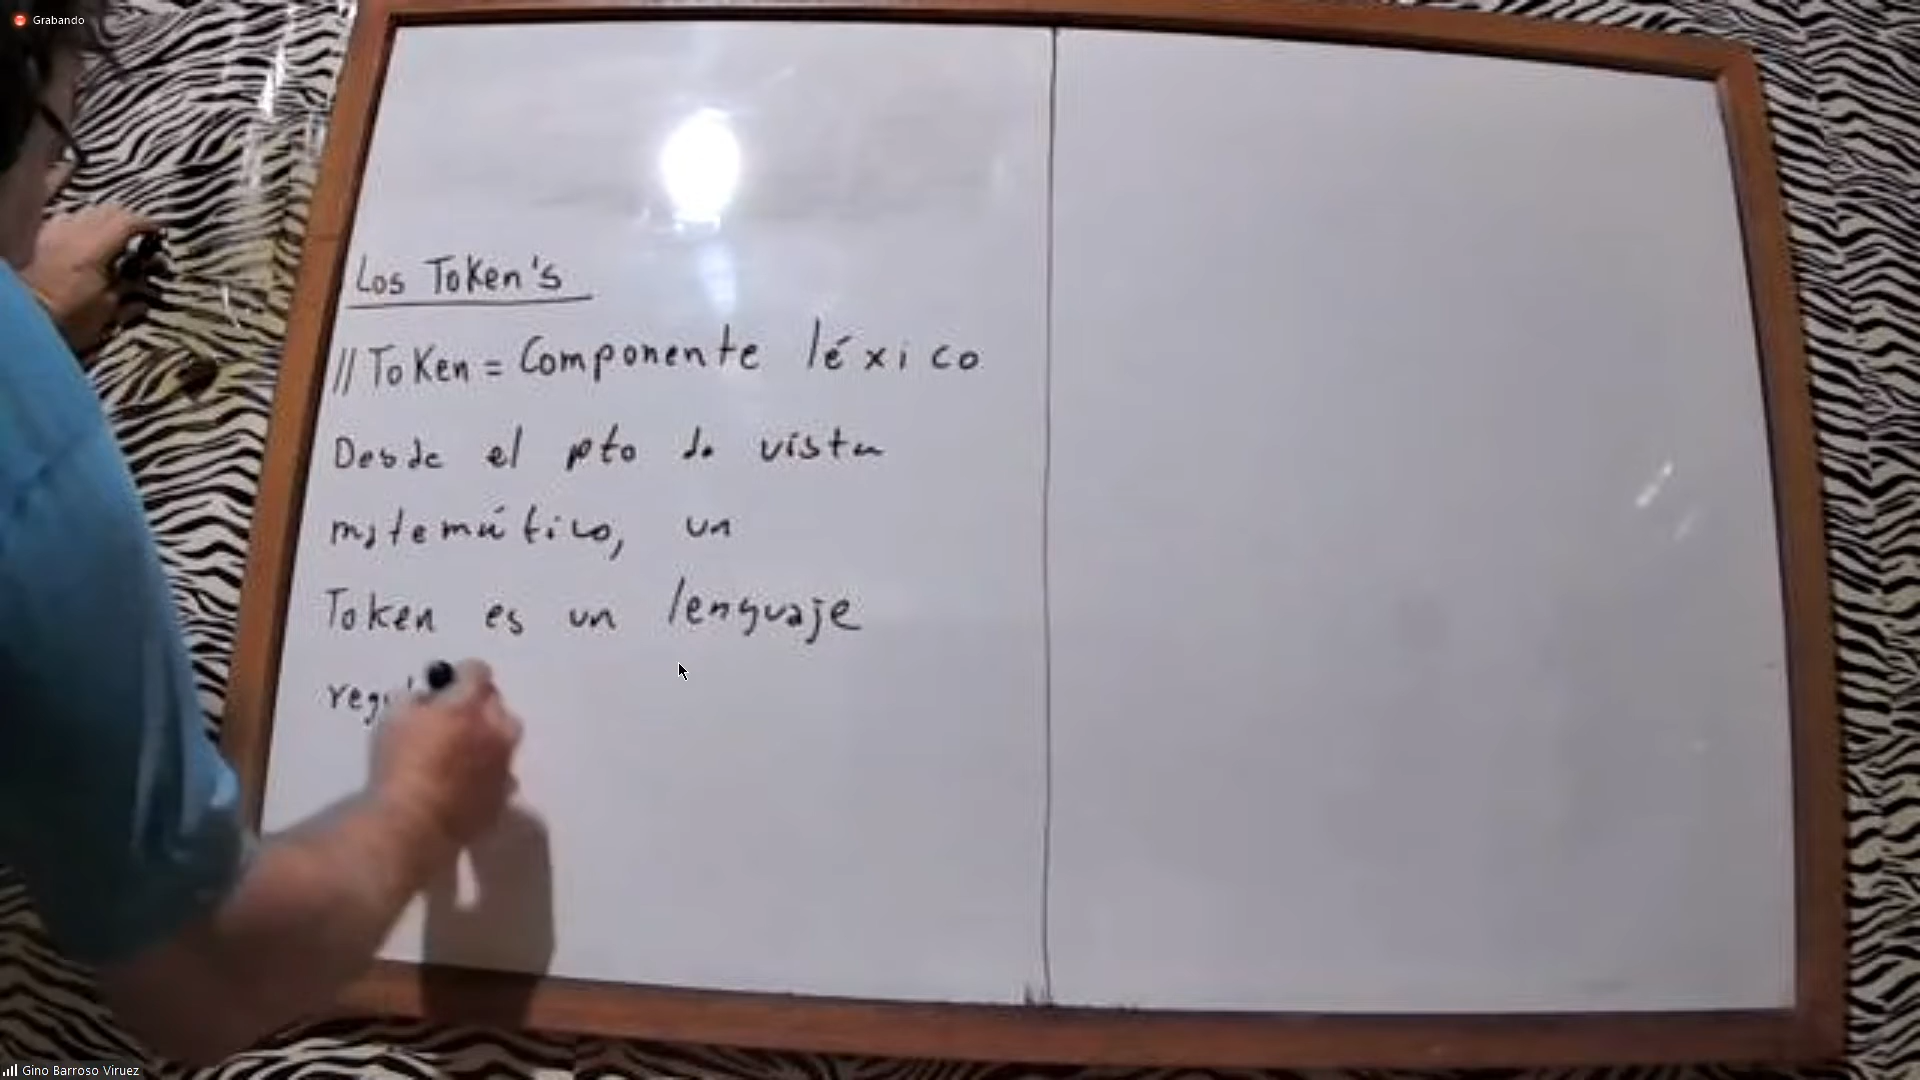 Grabando
Los Token's
//Token = Componente léxico
Desde el pto de vista
matemático, un
Token es un lenguaje
Gino Barroso Viruez